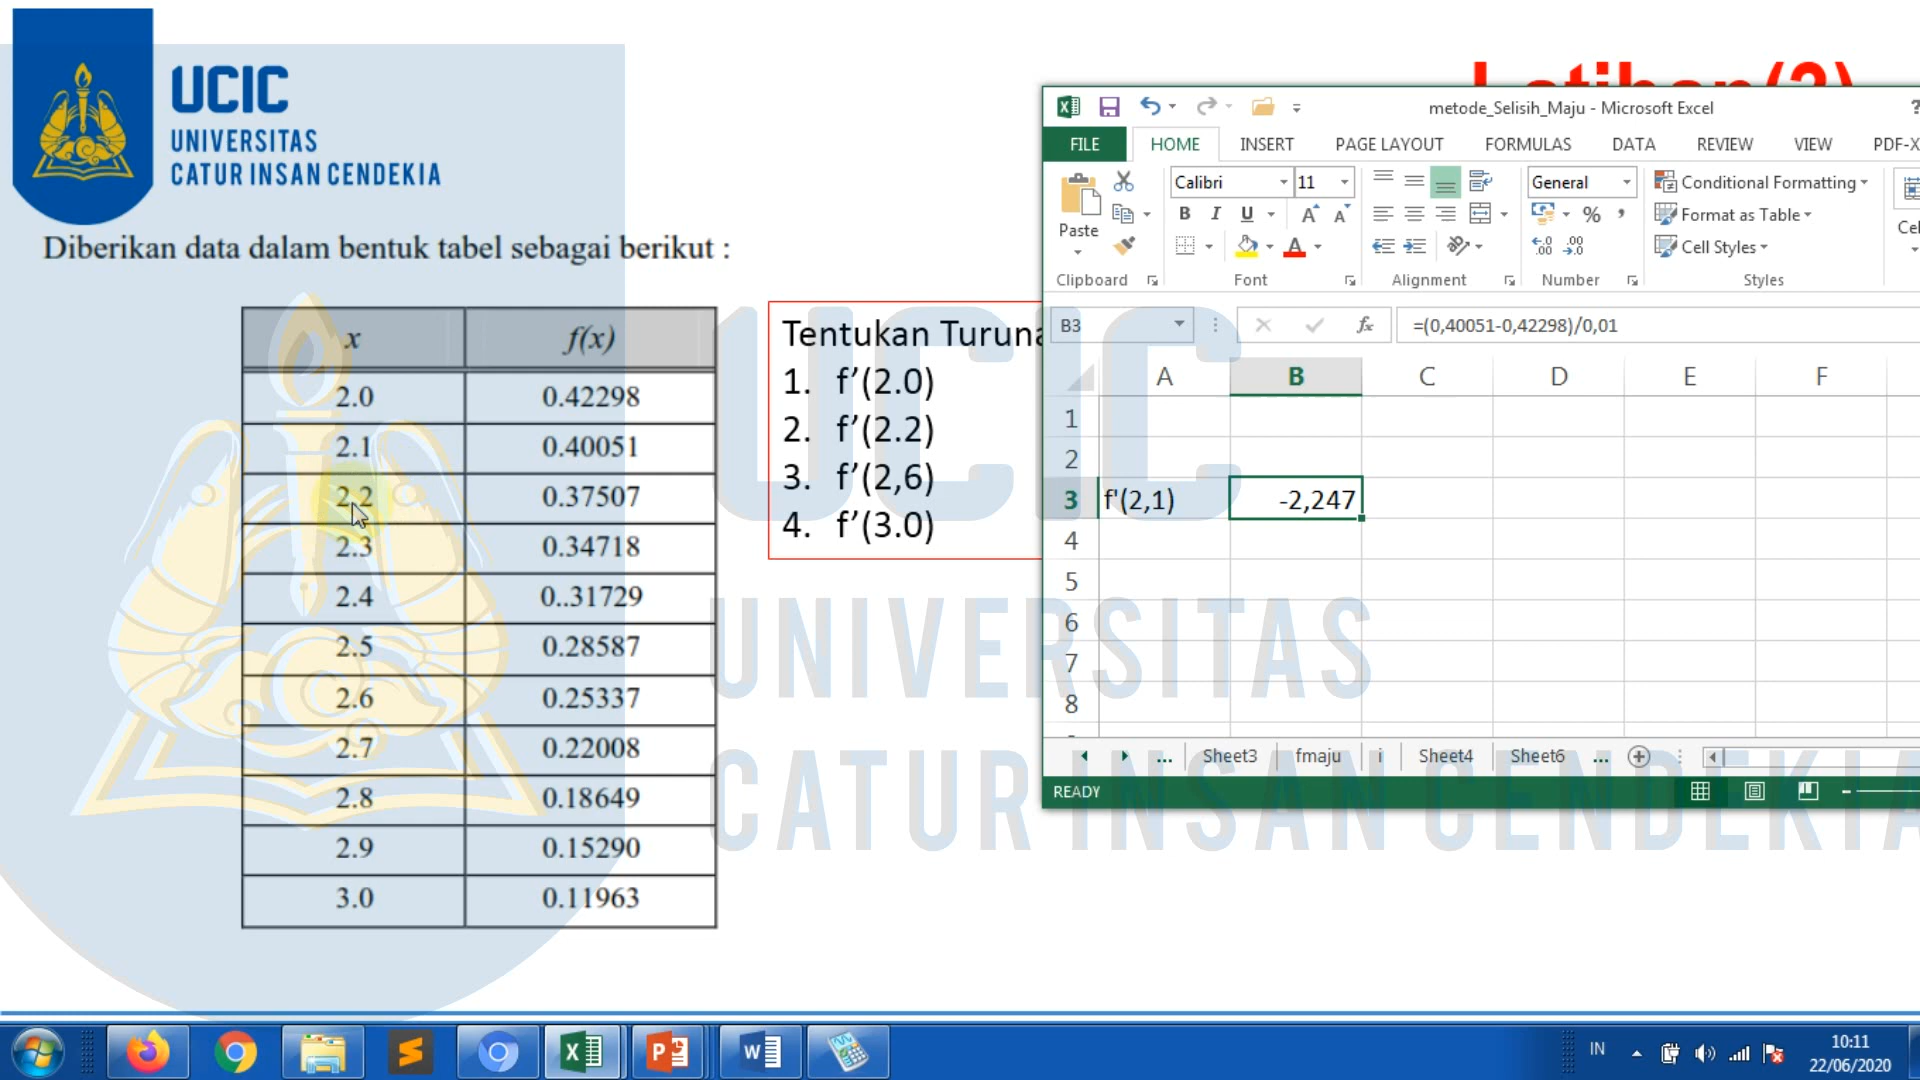 UCIC
UNIVERSITAS
CATUR INSAN CENDEKIA
Diberikan data dalam bentuk tabel sebagai berikut :
x f(x)
2.0 0.42298
2.1 0.40051
2.2 0.37507
2.3 0.34718
2.4 0..31729
2.5 0.28587
2.6 0.25337
2.7 0.22008
2.8 0.18649
2.9 0.15290
3.0 0.11963
Tentukan
1. f’(2.0)
2. f’(2.2)
3. f’(2,6)
4. f’(3.0)
metode_Selisih_Maju - Microsoft Excel ?
FILE HOME INSERT PAGE LAYOUT FORMULAS DATA REVIEW VIEW PDF-X
Calibri 11 General Conditional Formatting
Paste B I U A A % , Format as Table
Cell Styles
Clipboard Font Alignment Number Styles
B3 fx =(0,40051-0,42298)/0,01
A B C D E F
1
2
3 f'(2,1) -2,247
4
5
6
7
8
... Sheet3 fmaju i Sheet4 Sheet6 ...
READY
UCIC
UNIVERSITAS
CATUR INSAN CENDEKIA
IN 10:11
22/06/2020